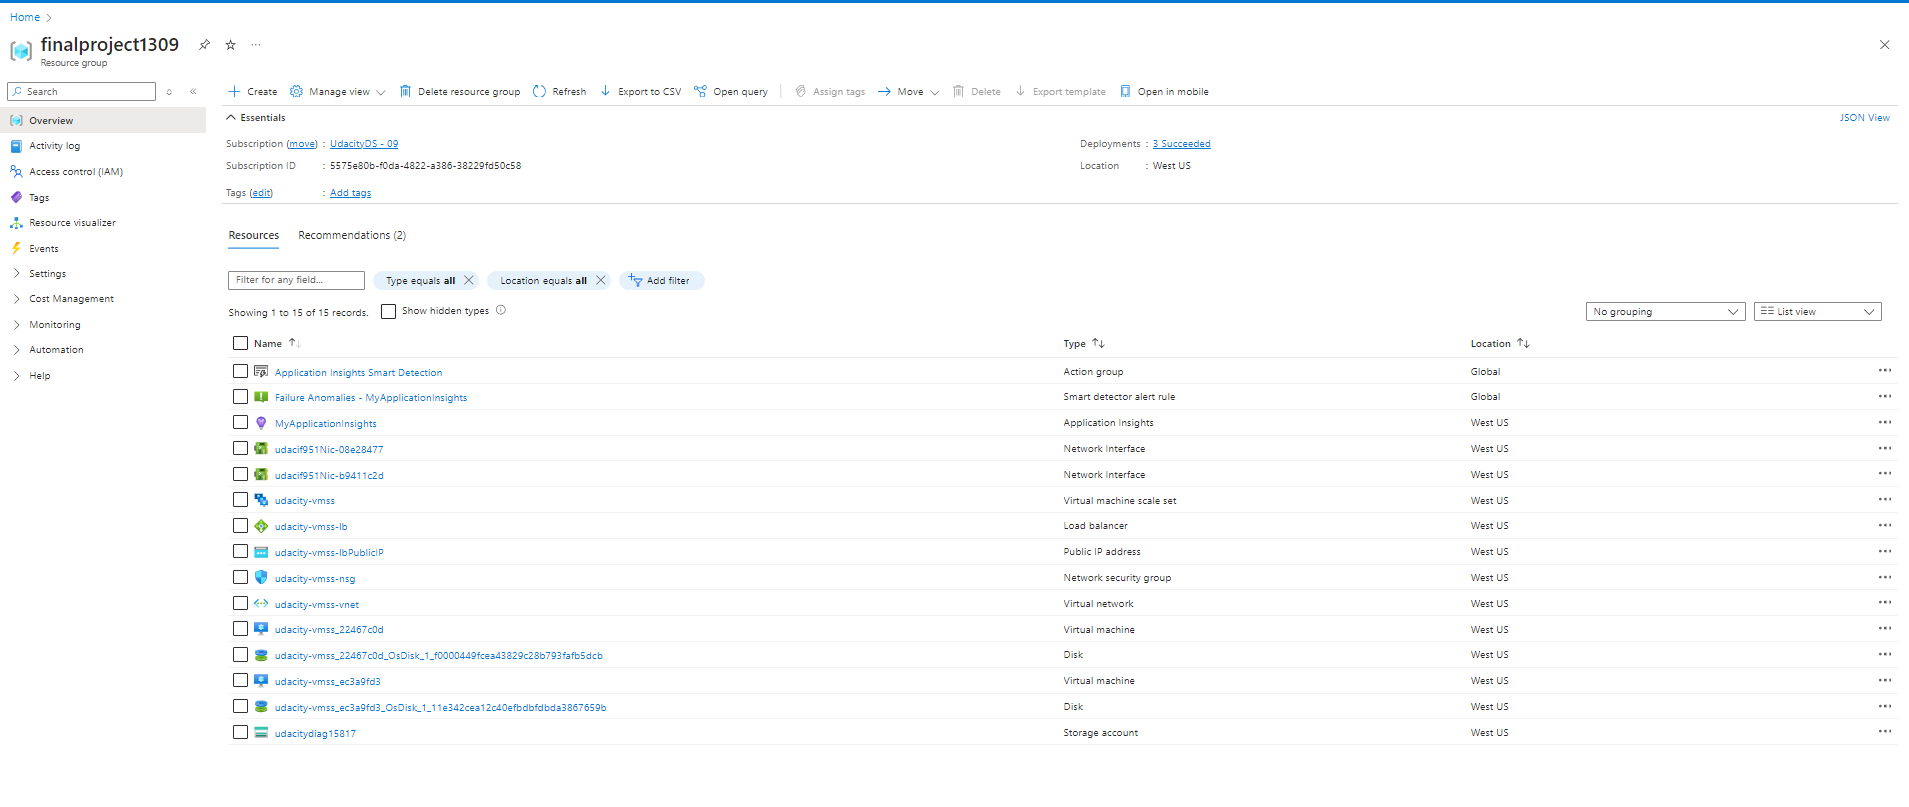 Home
finalproject1309
Resource group
Search
Create Manage view Delete resource group Refresh Export to CSV Open query Assign tags Move Delete Export template Open in mobile
Overview
Activity log
Access control (IAM)
Tags
Resource visualizer
Events
Settings
Cost Management
Monitoring
Automation
Help
Essentials JSON View
Subscription (move) : UdacityDS - 09 Deployments : 3 Succeeded
Subscription ID : 5575e80b-f0da-4822-a386-38229fd50c58 Location : West US
Tags (edit) : Add tags
Resources Recommendations (2)
Filter for any field... Type equals all Location equals all Add filter
Showing 1 to 15 of 15 records. Show hidden types No grouping List view
Name Type Location
Application Insights Smart Detection Action group Global
Failure Anomalies - MyApplicationInsights Smart detector alert rule Global
MyApplicationInsights Application Insights West US
udacif951Nic-08e28477 Network Interface West US
udacif951Nic-b9411c2d Network Interface West US
udacity-vmss Virtual machine scale set West US
udacity-vmss-lb Load balancer West US
udacity-vmss-lbPublicIP Public IP address West US
udacity-vmss-nsg Network security group West US
udacity-vmss-vnet Virtual network West US
udacity-vmss_22467c0d Virtual machine West US
udacity-vmss_22467c0d_OsDisk_1_f0000449fcea43829c28b793fafb5dcb Disk West US
udacity-vmss_ec3a9fd3 Virtual machine West US
udacity-vmss_ec3a9fd3_OsDisk_1_11e342cea12c40efbdbfdbda3867659b Disk West US
udacitydiag15817 Storage account West US